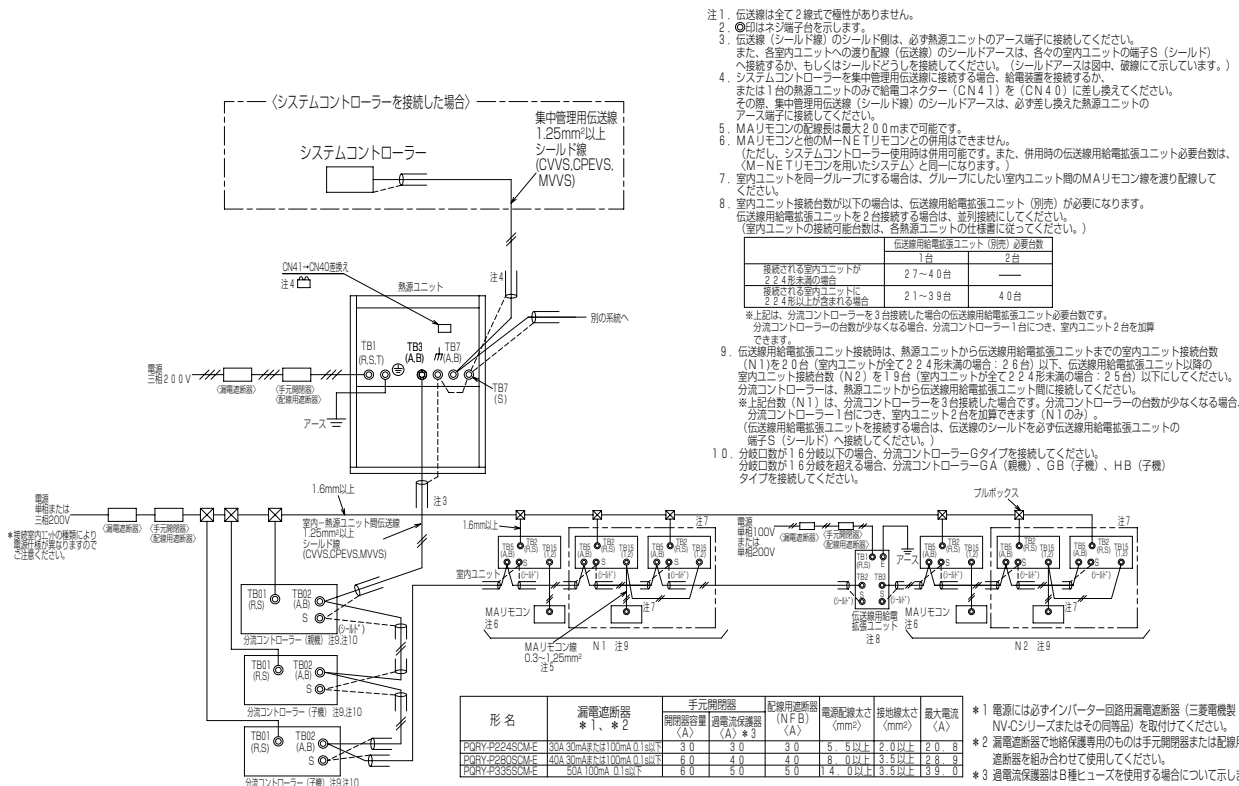 注1．伝送線は全て2線式で極性がありません。
2．◎印はネジ端子台を示します。
3．伝送線（シールド線）のシールド側は、必ず熱源ユニットのアース端子に接続してください。
また、各室内ユニットへの渡り配線（伝送線）のシールドアースは、各々の室内ユニットの端子S（シールド）
へ接続するか、もしくはシールドどうしを接続してください。（シールドアースは図中、破線にて示しています。）
4．システムコントローラーを集中管理用伝送線に接続する場合、給電装置を接続するか、
または1台の熱源ユニットのみで給電コネクター（CN41）を（CN40）に差し換えてください。
その際、集中管理用伝送線（シールド線）のシールドアースは、必ず差し換えた熱源ユニットの
アース端子に接続してください。
5．MAリモコンの配線長は最大200mまで可能です。
6．MAリモコンと他のM－NETリモコンとの併用はできません。
（ただし、システムコントローラー使用時は併用可能です。また、併用時の伝送線用給電拡張ユニット必要台数は、
〈M－NETリモコンを用いたシステム〉と同一になります。）
7．室内ユニットを同一グループにする場合は、グループにしたい室内ユニット間のMAリモコン線を渡り配線して
ください。
8．室内ユニット接続台数が以下の場合は、伝送線用給電拡張ユニット（別売）が必要になります。
伝送線用給電拡張ユニットを2台接続する場合は、並列接続にしてください。
（室内ユニットの接続可能台数は、各熱源ユニットの仕様書に従ってください。）
伝送線用給電拡張ユニット（別売）必要台数
1台 2台
接続される室内ユニットが
224形未満の場合 27～40台 ──
接続される室内ユニットに
224形以上が含まれる場合 21～39台 40台
※上記は、分流コントローラーを3台接続した場合の伝送線用給電拡張ユニット必要台数です。
分流コントローラーの台数が少なくなる場合、分流コントローラー1台につき、室内ユニット2台を加算
できます。
9．伝送線用給電拡張ユニット接続時は、熱源ユニットから伝送線用給電拡張ユニットまでの室内ユニット接続台数
（N1)を20台（室内ユニットが全て224形未満の場合：26台）以下、伝送線用給電拡張ユニット以降の
室内ユニット接続台数（N2）を19台（室内ユニットが全て224形未満の場合：25台）以下にしてください。
分流コントローラーは、熱源ユニットから伝送線用給電拡張ユニット間に接続してください。
※上記台数（N1）は、分流コントローラーを3台接続した場合です。分流コントローラーの台数が少なくなる場合、
分流コントローラー1台につき、室内ユニット2台を加算できます（N1のみ）。
（伝送線用給電拡張ユニットを接続する場合は、伝送線のシールドを必ず伝送線用給電拡張ユニットの
端子S（シールド）へ接続してください。）
10．分岐口数が16分岐以下の場合、分流コントローラーGタイプを接続してください。
分岐口数が16分岐を超える場合、分流コントローラーGA（親機）、GB（子機）、HB（子機）
タイプを接続してください。
〈システムコントローラーを接続した場合〉
集中管理用伝送線
1.25mm²以上
シールド線
(CVVS,CPEVS,
MVVS)
システムコントローラー
CN41→CN40差換え
注4
注4
熱源ユニット
別の系統へ
TB1
(R,S,T)
TB3
(A,B)
TB7
(A,B)
TB7
(S)
電源
三相200V
〈漏電遮断器〉
〈手元開閉器〉
〈配線用遮断器〉
アース
1.6mm以上
注3
電源
単相または
三相200V
〈漏電遮断器〉
〈手元開閉器〉
〈配線用遮断器〉
＊接続室内ユニットの種類により
電源仕様が異なりますので
ご注意ください。
室内－熱源ユニット間伝送線
1.25mm²以上
シールド線
(CVVS,CPEVS,MVVS)
1.6mm以上
室内ユニット
TB5
(A,B)
TB2
(R,S)
TB15
(1,2)
S
(シールド)
注7
TB5
(A,B)
TB2
(R,S)
TB15
(1,2)
S
(シールド)
TB5
(A,B)
TB2
(R,S)
TB15
(1,2)
S
(シールド)
MAリモコン
注6
注7
MAリモコン線
0.3～1.25mm²
注5
N1 注9
電源
単相100V
または
単相200V
〈漏電遮断器〉
〈手元開閉器〉
〈配線用遮断器〉
アース
TB1
(R,S)
E
TB2
TB3
S
S
(シールド)
(シールド)
伝送線用給電
拡張ユニット
注8
プルボックス
注7
TB5
(A,B)
TB2
(R,S)
TB15
(1,2)
S
(シールド)
TB5
(A,B)
TB2
(R,S)
TB15
(1,2)
S
(シールド)
TB5
(A,B)
TB2
(R,S)
TB15
(1,2)
S
(シールド)
MAリモコン
注6
注7
N2 注9
TB01
(R,S)
TB02
(A,B)
S
(シールド)
分流コントローラー（親機）注9,注10
TB01
(R,S)
TB02
(A,B)
S
分流コントローラー（子機）注9,注10
TB01
(R,S)
TB02
(A,B)
S
分流コントローラー（子機）注9,注10
形名 漏電遮断器 ＊1、＊2 手元開閉器 配線用遮断器 (NFB) 〈A〉 電源配線太さ 〈mm²〉 接地線太さ 〈mm²〉 最大電流 〈A〉
開閉器容量 〈A〉 過電流保護器 〈A〉＊3
PQRY-P224SCM-E 30A 30mAまたは100mA 0.1s以下 30 30 30 5.5以上 2.0以上 20.8
PQRY-P280SCM-E 40A 30mAまたは100mA 0.1s以下 60 40 40 8.0以上 3.5以上 28.9
PQRY-P335SCM-E 50A 100mA 0.1s以下 60 50 50 14.0以上 3.5以上 39.0
＊1 電源には必ずインバーター回路用漏電遮断器（三菱電機製
NV-Cシリーズまたはその同等品）を取付けてください。
＊2 漏電遮断器で地絡保護専用のものは手元開閉器または配線用
遮断器を組み合わせて使用してください。
＊3 過電流保護器はB種ヒューズを使用する場合について示しま